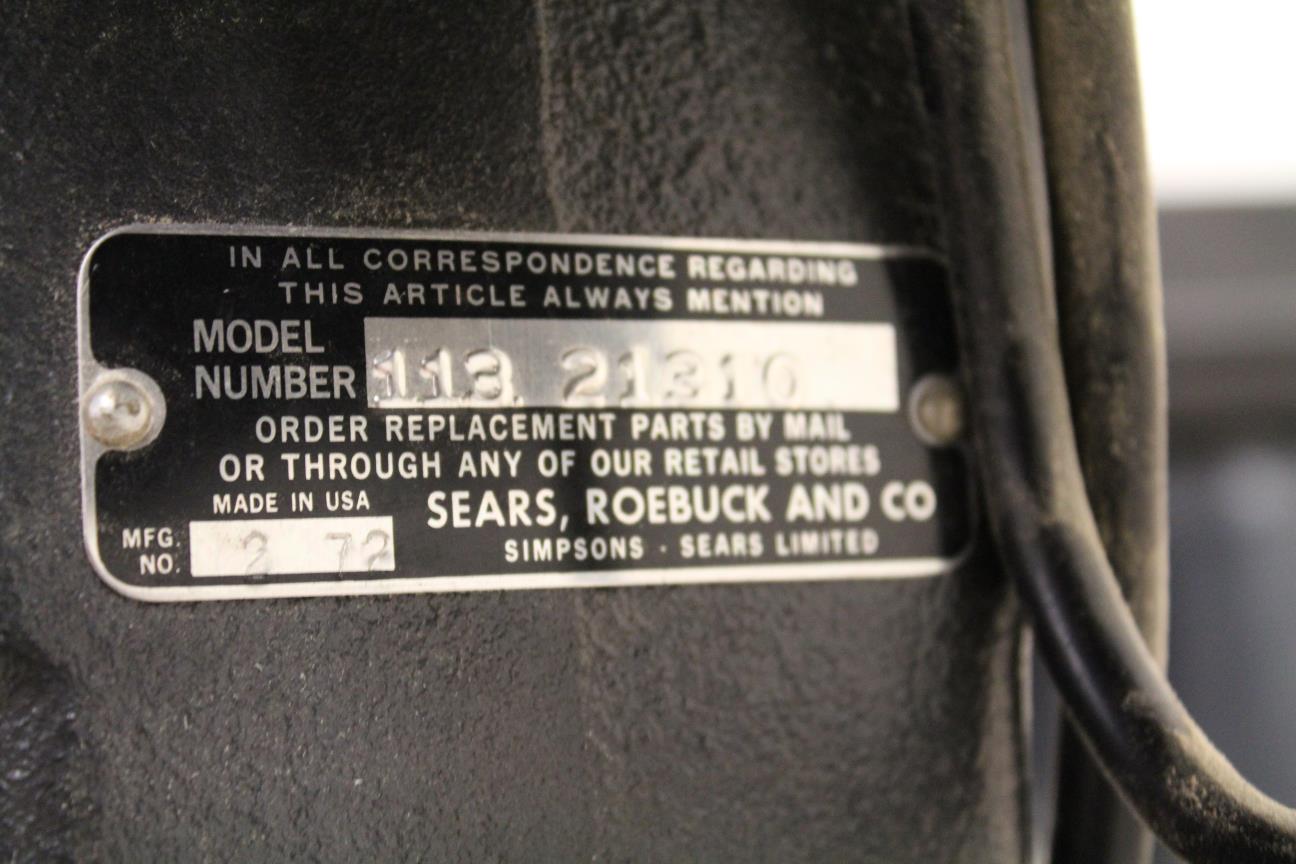 IN ALL CORRESPONDENCE REGARDING
THIS ARTICLE ALWAYS MENTION
MODEL
NUMBER 113. 21310
ORDER REPLACEMENT PARTS BY MAIL
OR THROUGH ANY OF OUR RETAIL STORES
MADE IN USA SEARS, ROEBUCK AND CO
MFG.
NO. 2 72
SIMPSONS · SEARS LIMITED